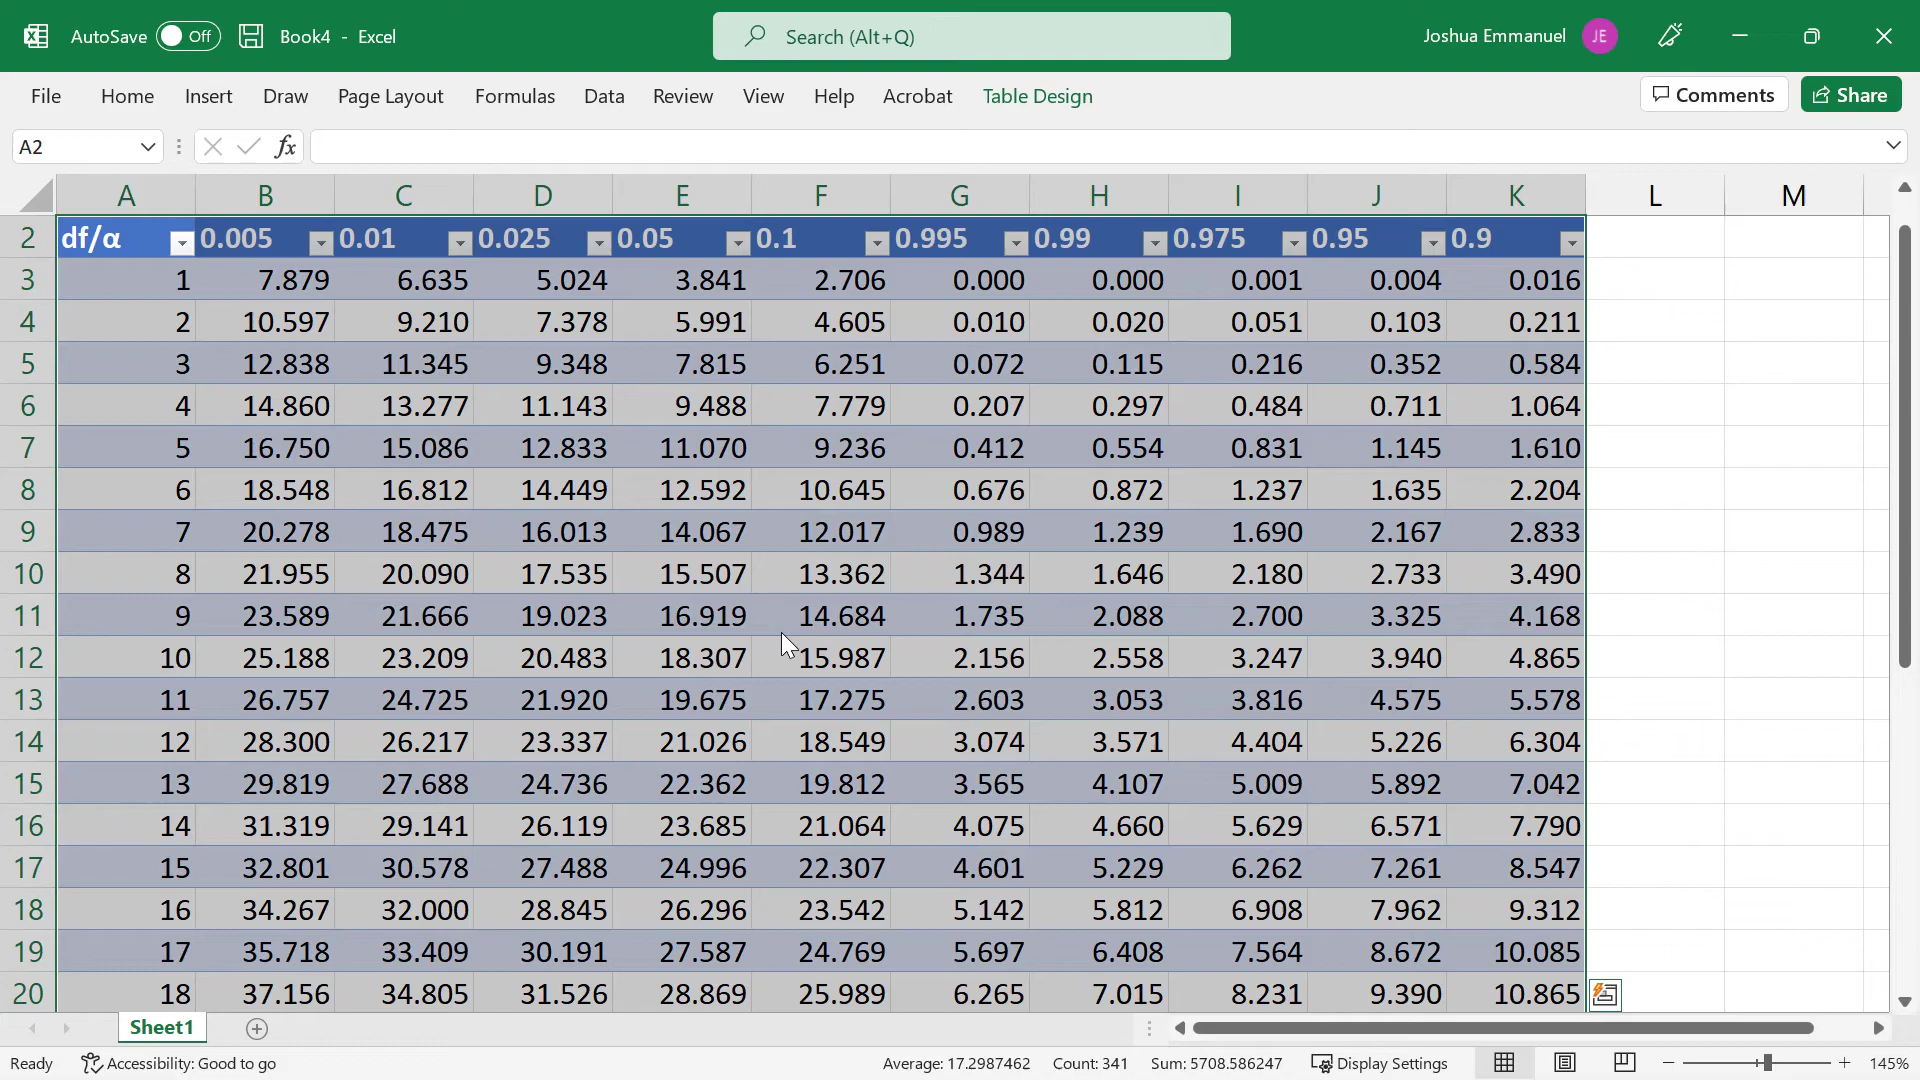 AutoSave Off Book4 - Excel Search (Alt+Q) Joshua Emmanuel JE
File Home Insert Draw Page Layout Formulas Data Review View Help Acrobat Table Design Comments Share
A2 fx
A B C D E F G H I J K L M
2 df/α 0.005 0.01 0.025 0.05 0.1 0.995 0.99 0.975 0.95 0.9
3 1 7.879 6.635 5.024 3.841 2.706 0.000 0.000 0.001 0.004 0.016
4 2 10.597 9.210 7.378 5.991 4.605 0.010 0.020 0.051 0.103 0.211
5 3 12.838 11.345 9.348 7.815 6.251 0.072 0.115 0.216 0.352 0.584
6 4 14.860 13.277 11.143 9.488 7.779 0.207 0.297 0.484 0.711 1.064
7 5 16.750 15.086 12.833 11.070 9.236 0.412 0.554 0.831 1.145 1.610
8 6 18.548 16.812 14.449 12.592 10.645 0.676 0.872 1.237 1.635 2.204
9 7 20.278 18.475 16.013 14.067 12.017 0.989 1.239 1.690 2.167 2.833
10 8 21.955 20.090 17.535 15.507 13.362 1.344 1.646 2.180 2.733 3.490
11 9 23.589 21.666 19.023 16.919 14.684 1.735 2.088 2.700 3.325 4.168
12 10 25.188 23.209 20.483 18.307 15.987 2.156 2.558 3.247 3.940 4.865
13 11 26.757 24.725 21.920 19.675 17.275 2.603 3.053 3.816 4.575 5.578
14 12 28.300 26.217 23.337 21.026 18.549 3.074 3.571 4.404 5.226 6.304
15 13 29.819 27.688 24.736 22.362 19.812 3.565 4.107 5.009 5.892 7.042
16 14 31.319 29.141 26.119 23.685 21.064 4.075 4.660 5.629 6.571 7.790
17 15 32.801 30.578 27.488 24.996 22.307 4.601 5.229 6.262 7.261 8.547
18 16 34.267 32.000 28.845 26.296 23.542 5.142 5.812 6.908 7.962 9.312
19 17 35.718 33.409 30.191 27.587 24.769 5.697 6.408 7.564 8.672 10.085
20 18 37.156 34.805 31.526 28.869 25.989 6.265 7.015 8.231 9.390 10.865
Sheet1
Ready Accessibility: Good to go Average: 17.2987462 Count: 341 Sum: 5708.586247 Display Settings 145%